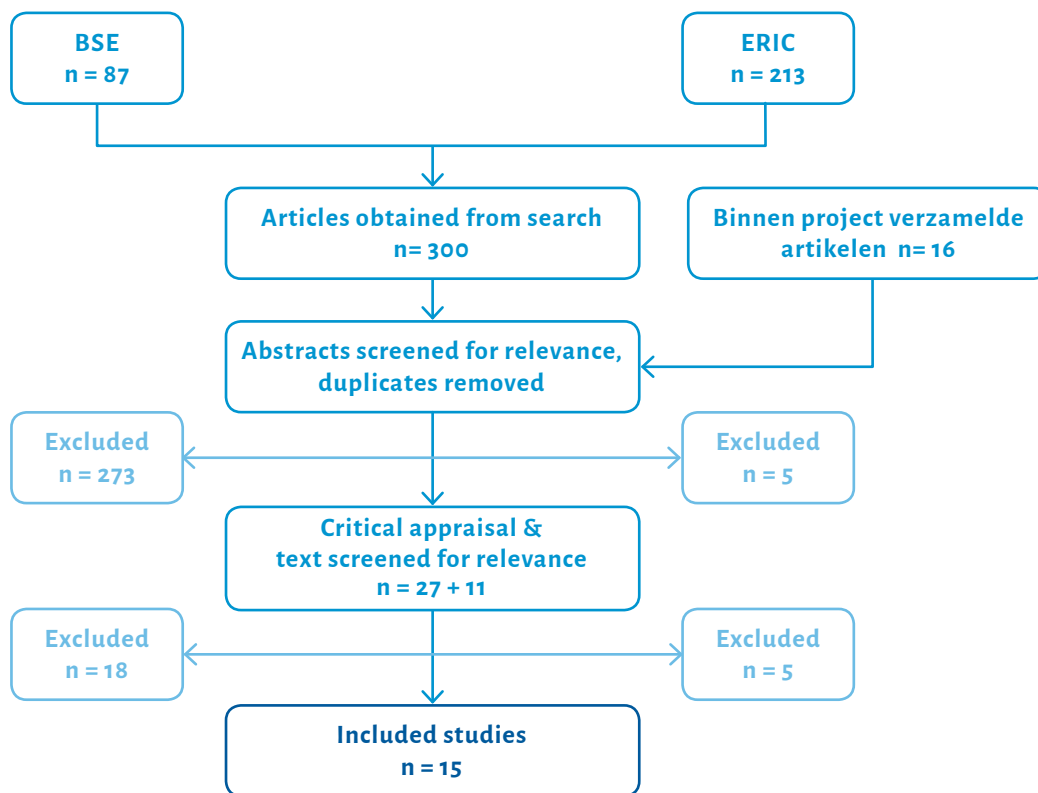 BSE
n = 87
ERIC
n = 213
Articles obtained from search
n= 300
Binnen project verzamelde
artikelen n= 16
Abstracts screened for relevance,
duplicates removed
Excluded
n = 273
Excluded
n = 5
Critical appraisal &
text screened for relevance
n = 27 + 11
Excluded
n = 18
Excluded
n = 5
Included studies
n = 15